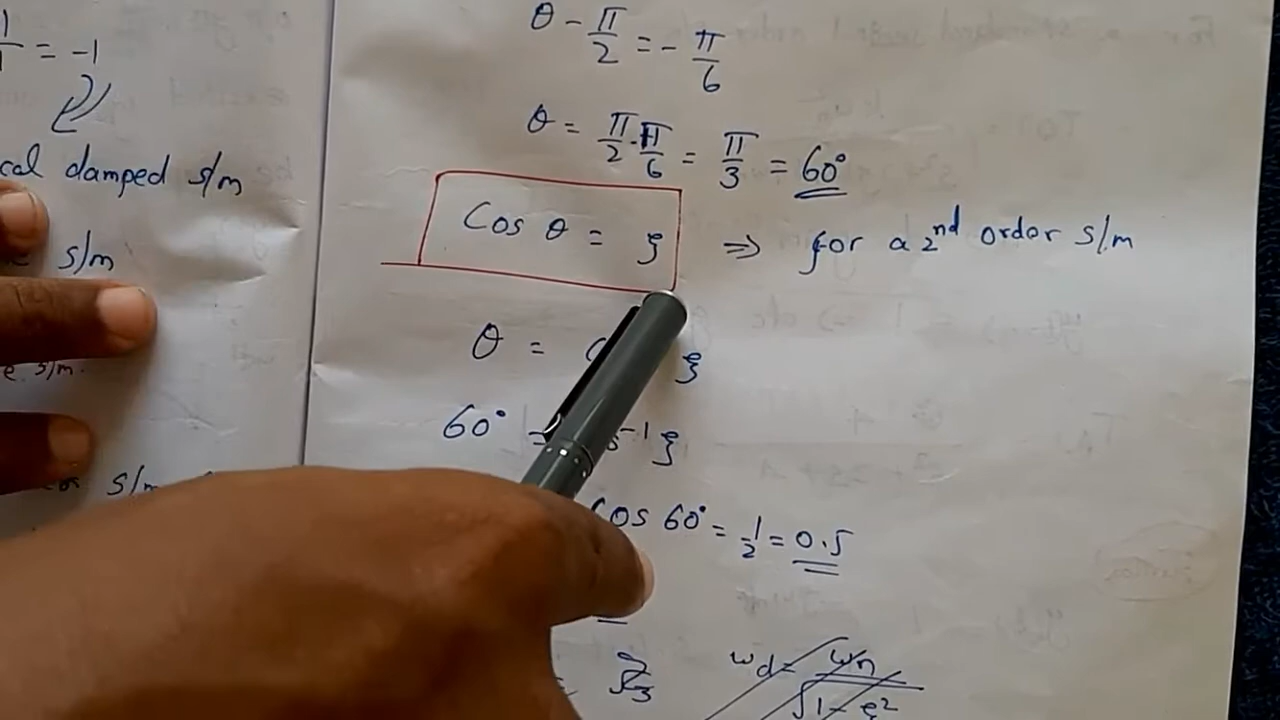 = -1
damped s/m
s/m
s/m.
s/m
θ - π/2 = - π/6
θ = π/2 - π/6 = π/3 = 60°
Cos θ = ξ ⇒ for a 2nd order s/m
θ = ξ
60° = ξ
Cos 60° = 1/2 = 0.5
ωd = ωn/√1-ξ²